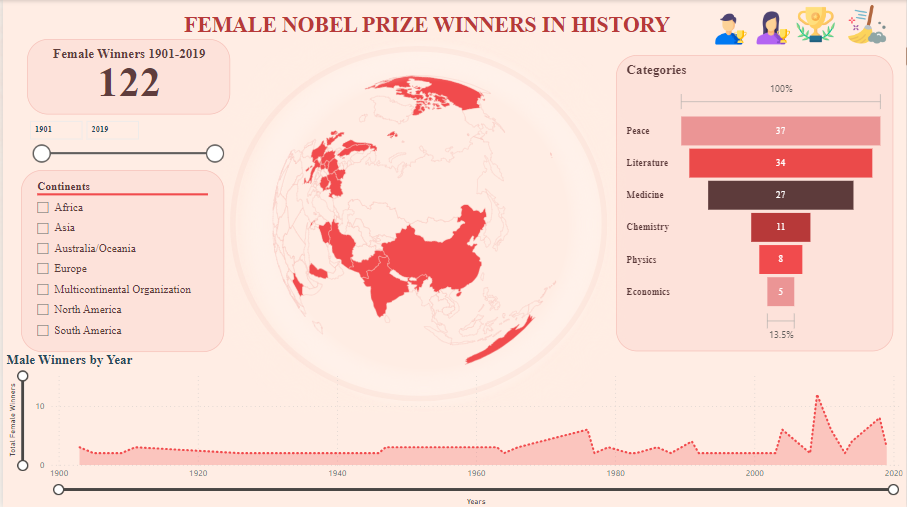 FEMALE NOBEL PRIZE WINNERS IN HISTORY
Female Winners 1901-2019
122
1901 2019
Continents
Africa
Asia
Australia/Oceania
Europe
Multicontinental Organization
North America
South America
Categories
100%
Peace 37
Literature 34
Medicine 27
Chemistry 11
Physics 8
Economics 5
13.5%
Male Winners by Year
Total Female Winners
10
0
1900 1920 1940 1960 1980 2000 2020
Years